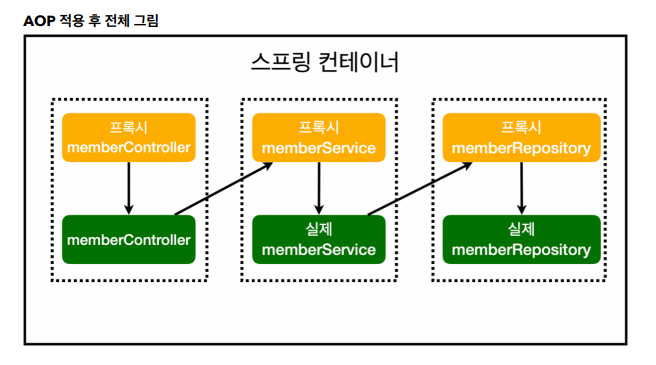 AOP 적용 후 전체 그림
스프링 컨테이너
프록시
memberController
프록시
memberService
프록시
memberRepository
memberController
실제
memberService
실제
memberRepository